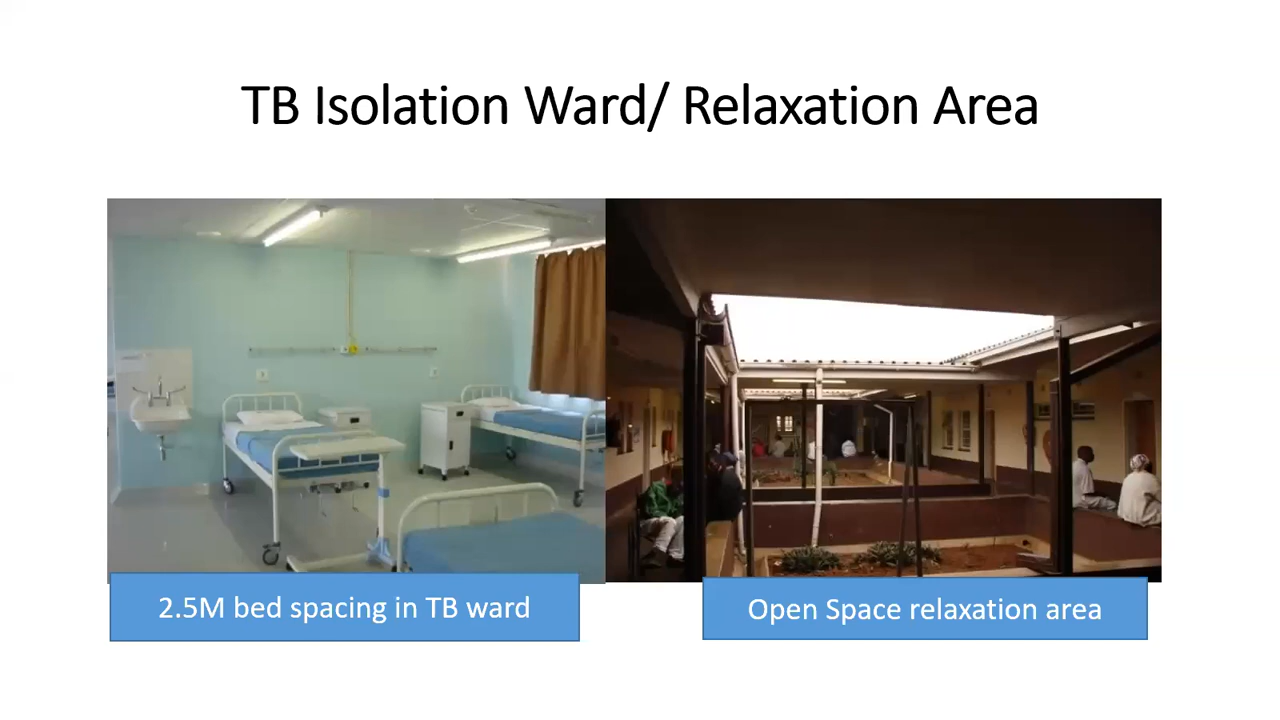 TB Isolation Ward/ Relaxation Area
2.5M bed spacing in TB ward
Open Space relaxation area